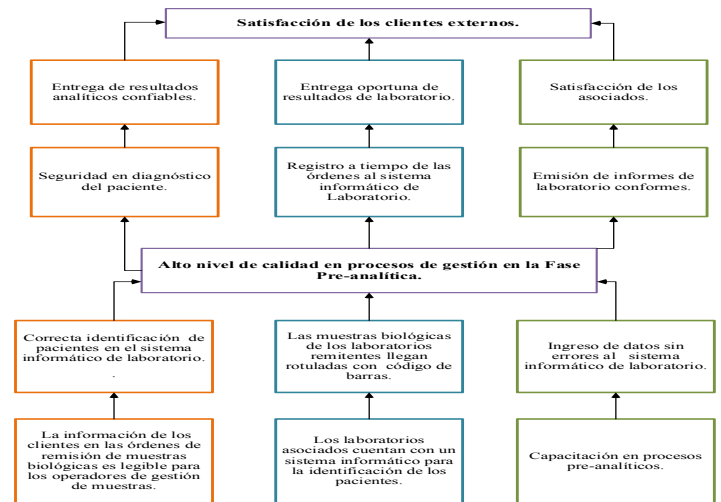 Satisfacción de los clientes externos.
Entrega de resultados
analíticos confiables.
Entrega oportuna de
resultados de laboratorio.
Satisfacción de los
asociados.
Seguridad en diagnóstico
del paciente.
Registro a tiempo de las
órdenes al sistema
informático de
Laboratorio.
Emisión de informes de
laboratorio conformes.
Alto nivel de calidad en procesos de gestión en la Fase
Pre-analítica.
Correcta identificación de
pacientes en el sistema
informático de laboratorio.
.
Las muestras biológicas
de los laboratorios
remitentes llegan
rotuladas con código de
barras.
Ingreso de datos sin
errores al sistema
informático de laboratorio.
La información de los
clientes en las órdenes de
remisión de muestras
biológicas es legible para
los operadores de gestión
de muestras.
Los laboratorios
asociados cuentan con un
sistema informático para
la identificación de los
pacientes.
Capacitación en procesos
pre-analíticos.